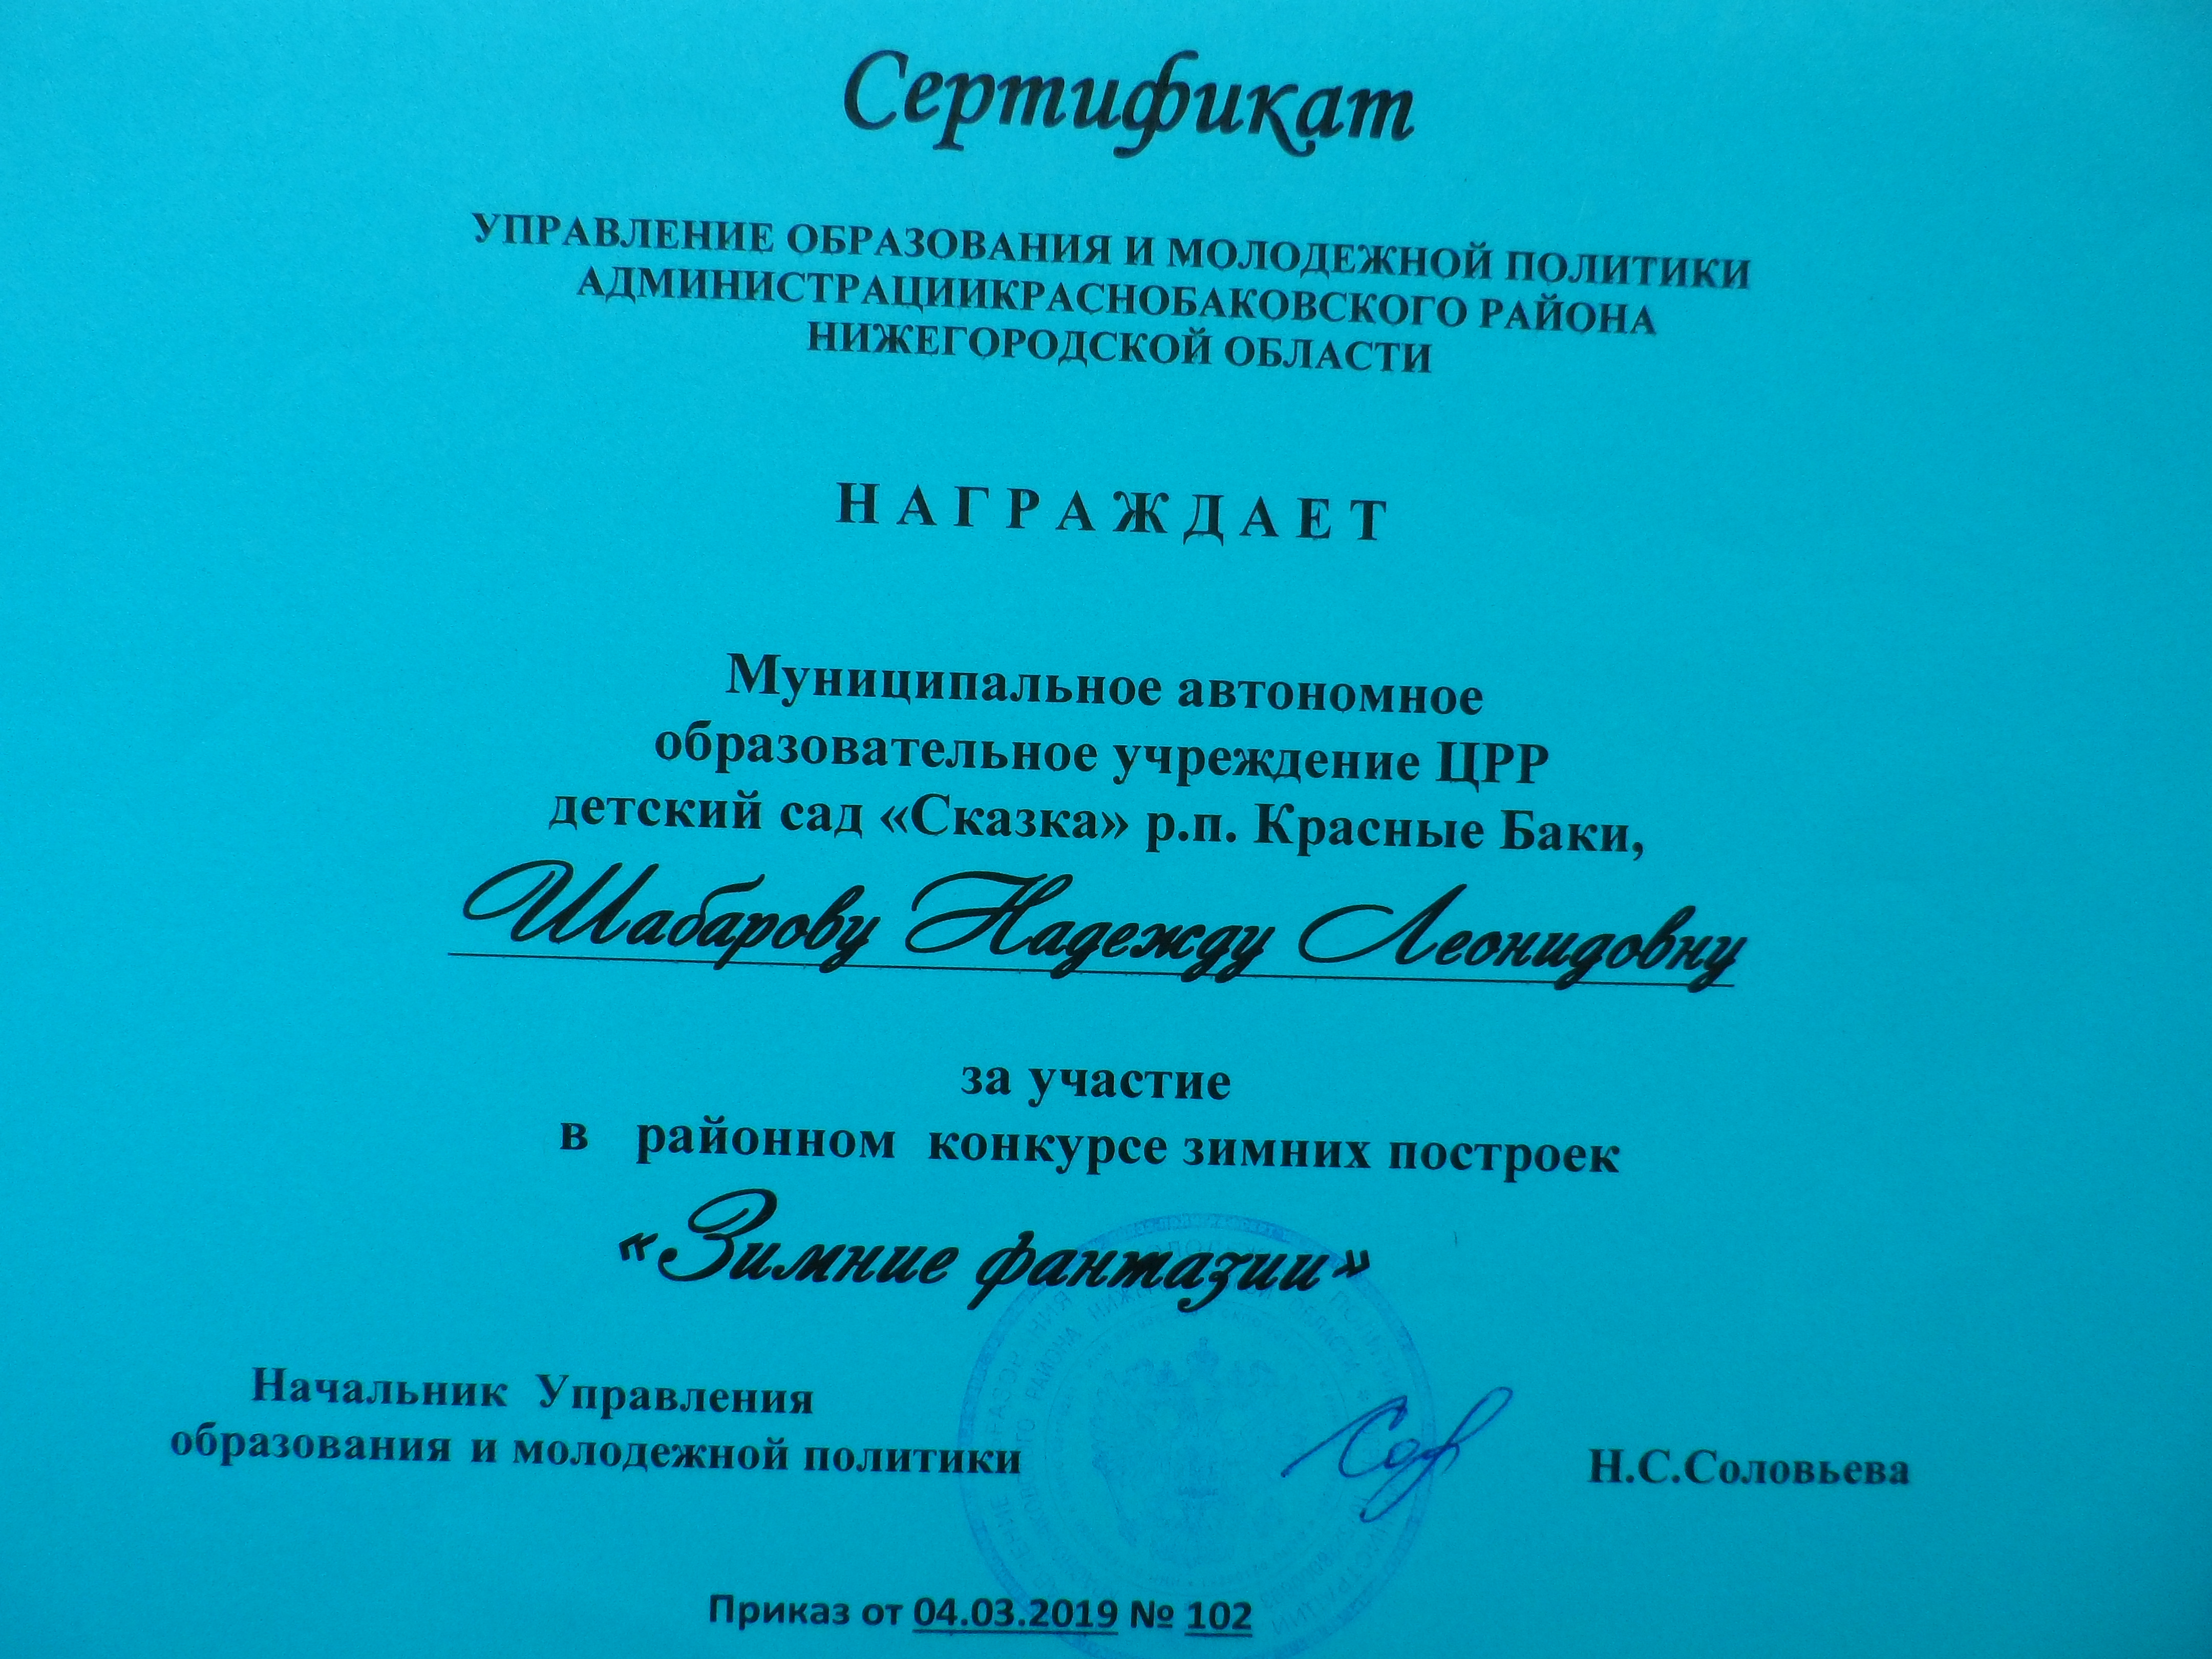 Сертификат
УПРАВЛЕНИЕ ОБРАЗОВАНИЯ И МОЛОДЕЖНОЙ ПОЛИТИКИ
АДМИНИСТРАЦИИКРАСНОБАКОВСКОГО РАЙОНА
НИЖЕГОРОДСКОЙ ОБЛАСТИ
Н А Г Р А Ж Д А Е Т
Муниципальное автономное
образовательное учреждение ЦРР
детский сад «Сказка» р.п. Красные Баки,
Шабарову Надежду Леонидовну
за участие
в районном конкурсе зимних построек
«Зимние фантазии»
Начальник Управления
образования и молодежной политики
Н.С.Соловьева
Приказ от 04.03.2019 № 102